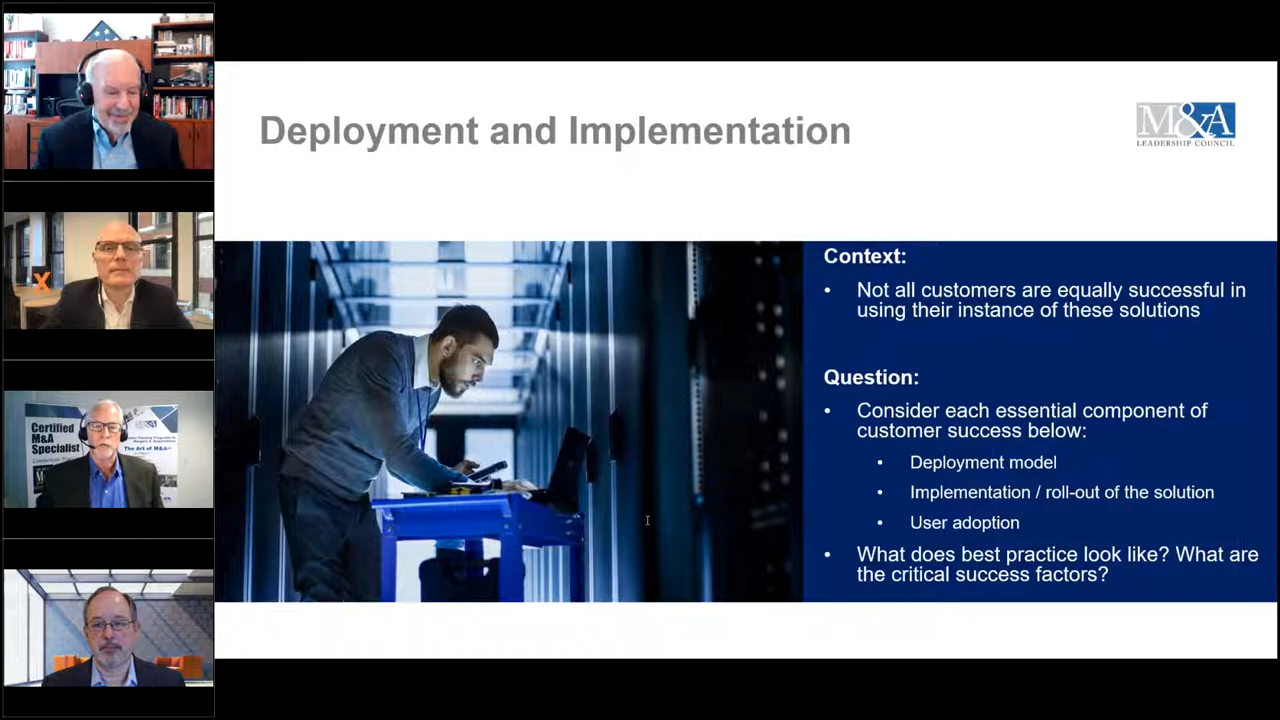 Deployment and Implementation
M&A
LEADERSHIP COUNCIL
Context:
• Not all customers are equally successful in
using their instance of these solutions
Question:
• Consider each essential component of
customer success below:
• Deployment model
• Implementation / roll-out of the solution
• User adoption
• What does best practice look like? What are
the critical success factors?
X
Certified
M&A
Specialist
The Art of M&A